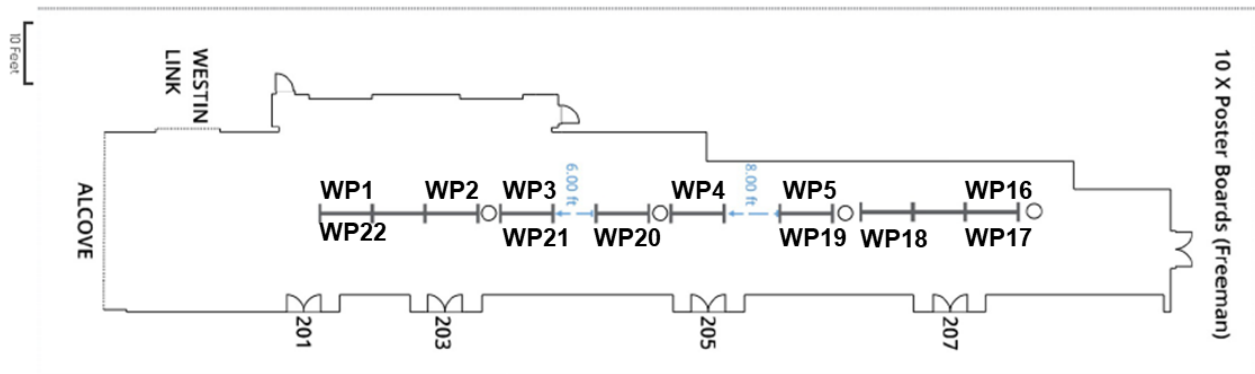 10 Feet
WESTIN
LINK
10 X Poster Boards (Freeman)
ALCOVE
6.00 ft
8.00 ft
WP1 WP2 WP3 WP4 WP5 WP16
WP22 WP21 WP20 WP19 WP18 WP17
201 203 205 207